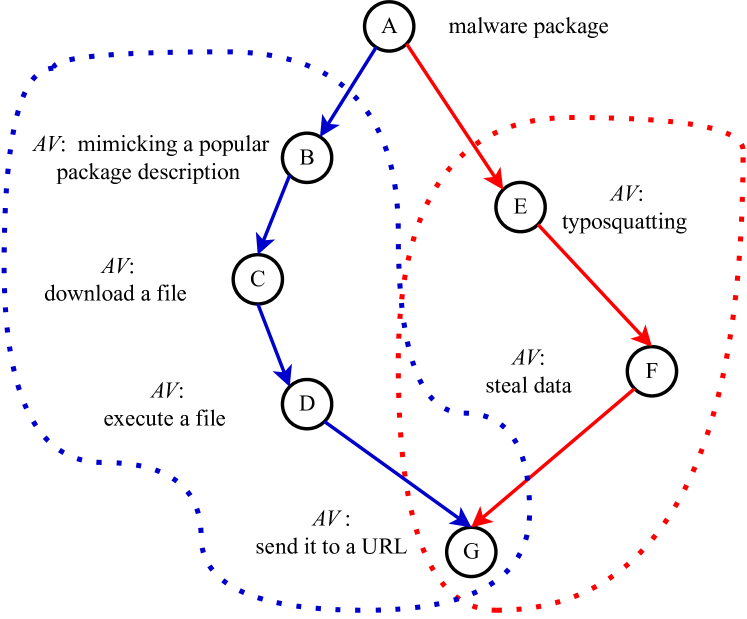 A
malware package
AV: mimicking a popular
package description
B
E
AV:
typosquatting
AV:
download a file
C
AV:
steal data
F
AV:
execute a file
D
AV:
send it to a URL
G